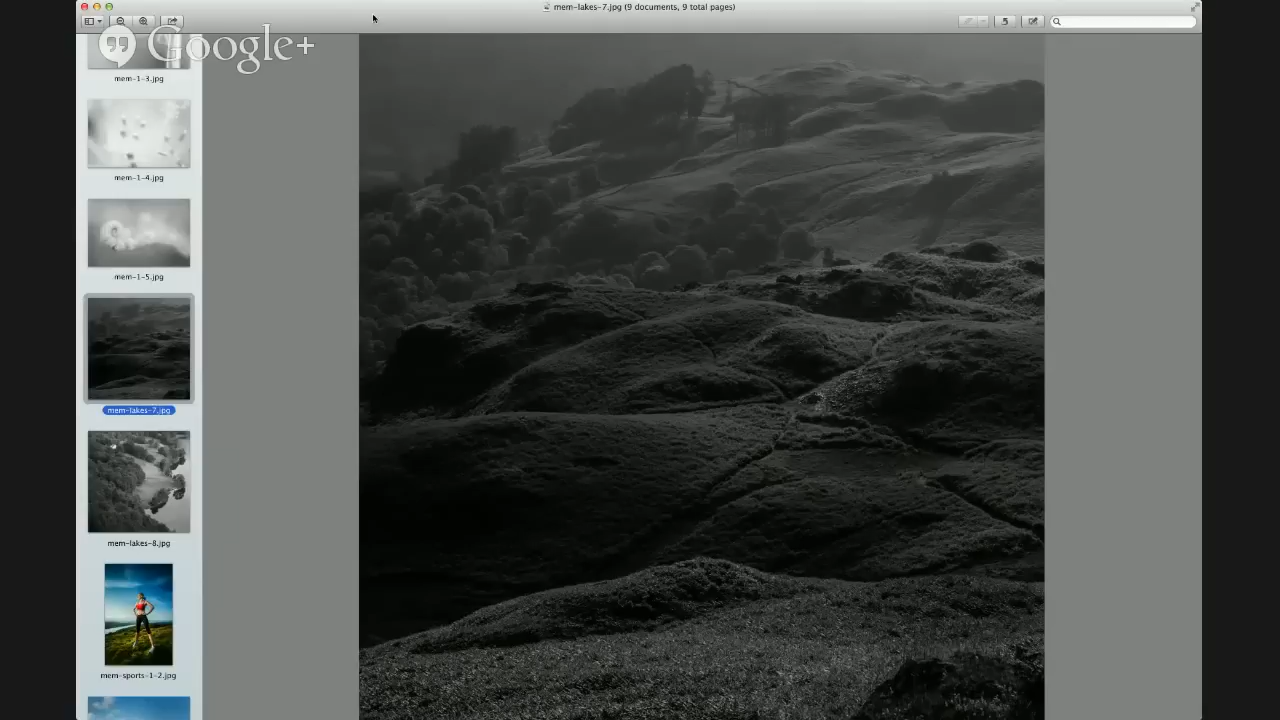 mem-lakes-7.jpg (9 documents, 9 total pages)
Google+
mem-1-3.jpg
mem-1-4.jpg
mem-1-5.jpg
mem-lakes-7.jpg
mem-lakes-8.jpg
mem-sports-1-2.jpg